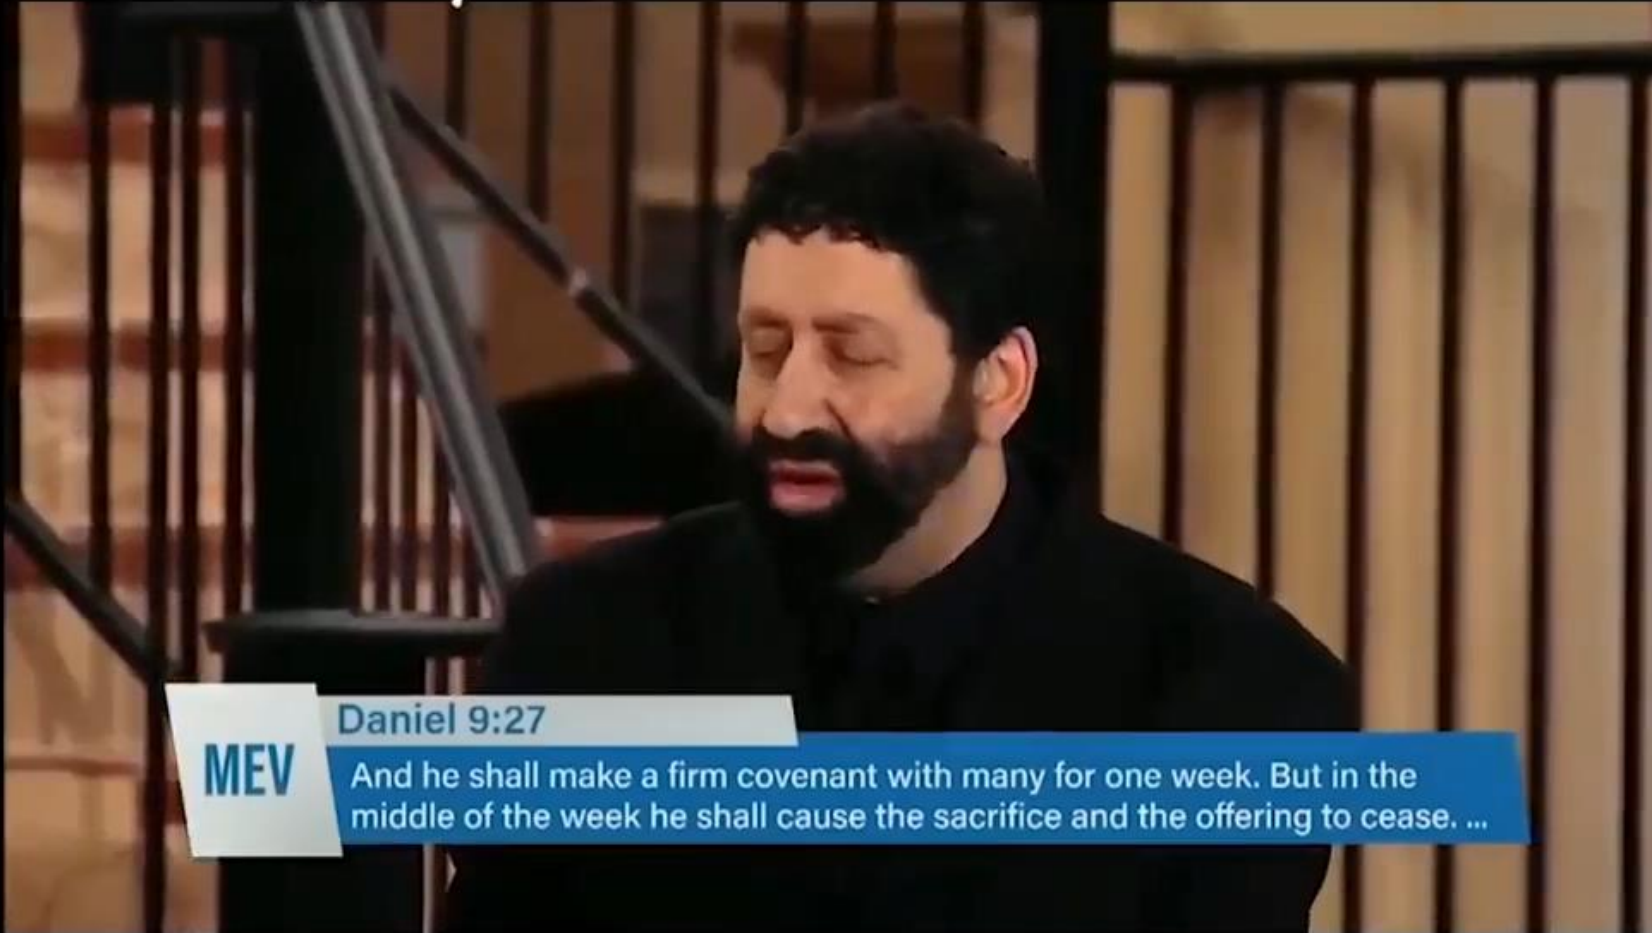 Daniel 9:27
MEV
And he shall make a firm covenant with many for one week. But in the
middle of the week he shall cause the sacrifice and the offering to cease. ...